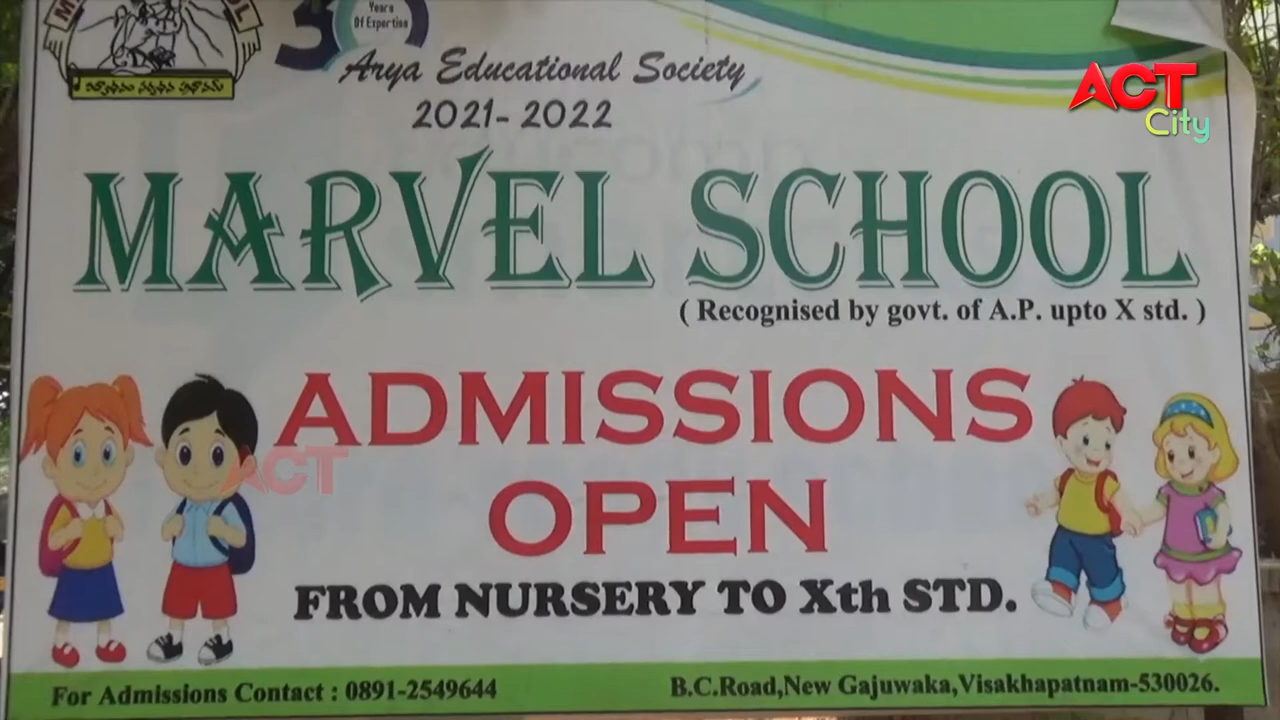 Years
Of Expertise
Arya Educational Society
2021-2022
ACT
City
MARVEL SCHOOL
( Recognised by govt. of A.P. upto X std. )
ADMISSIONS
ACT
OPEN
FROM NURSERY TO Xth STD.
For Admissions Contact : 0891-2549644
B.C.Road,New Gajuwaka,Visakhapatnam-530026.